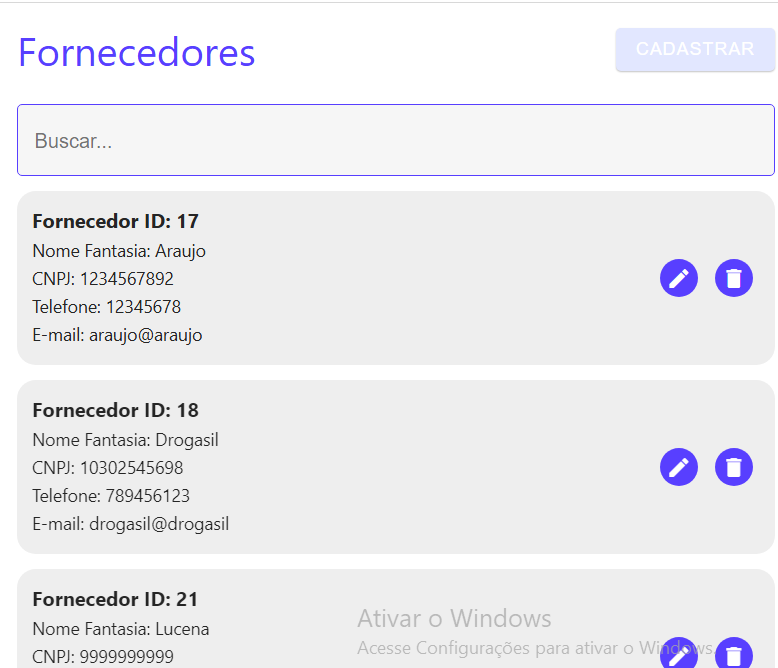 Fornecedores
CADASTRAR
Buscar...
Fornecedor ID: 17
Nome Fantasia: Araujo
CNPJ: 1234567892
Telefone: 12345678
E-mail: araujo@araujo
Fornecedor ID: 18
Nome Fantasia: Drogasil
CNPJ: 10302545698
Telefone: 789456123
E-mail: drogasil@drogasil
Fornecedor ID: 21
Nome Fantasia: Lucena
CNPJ: 9999999999
Ativar o Windows
Acesse Configurações para ativar o Windows.